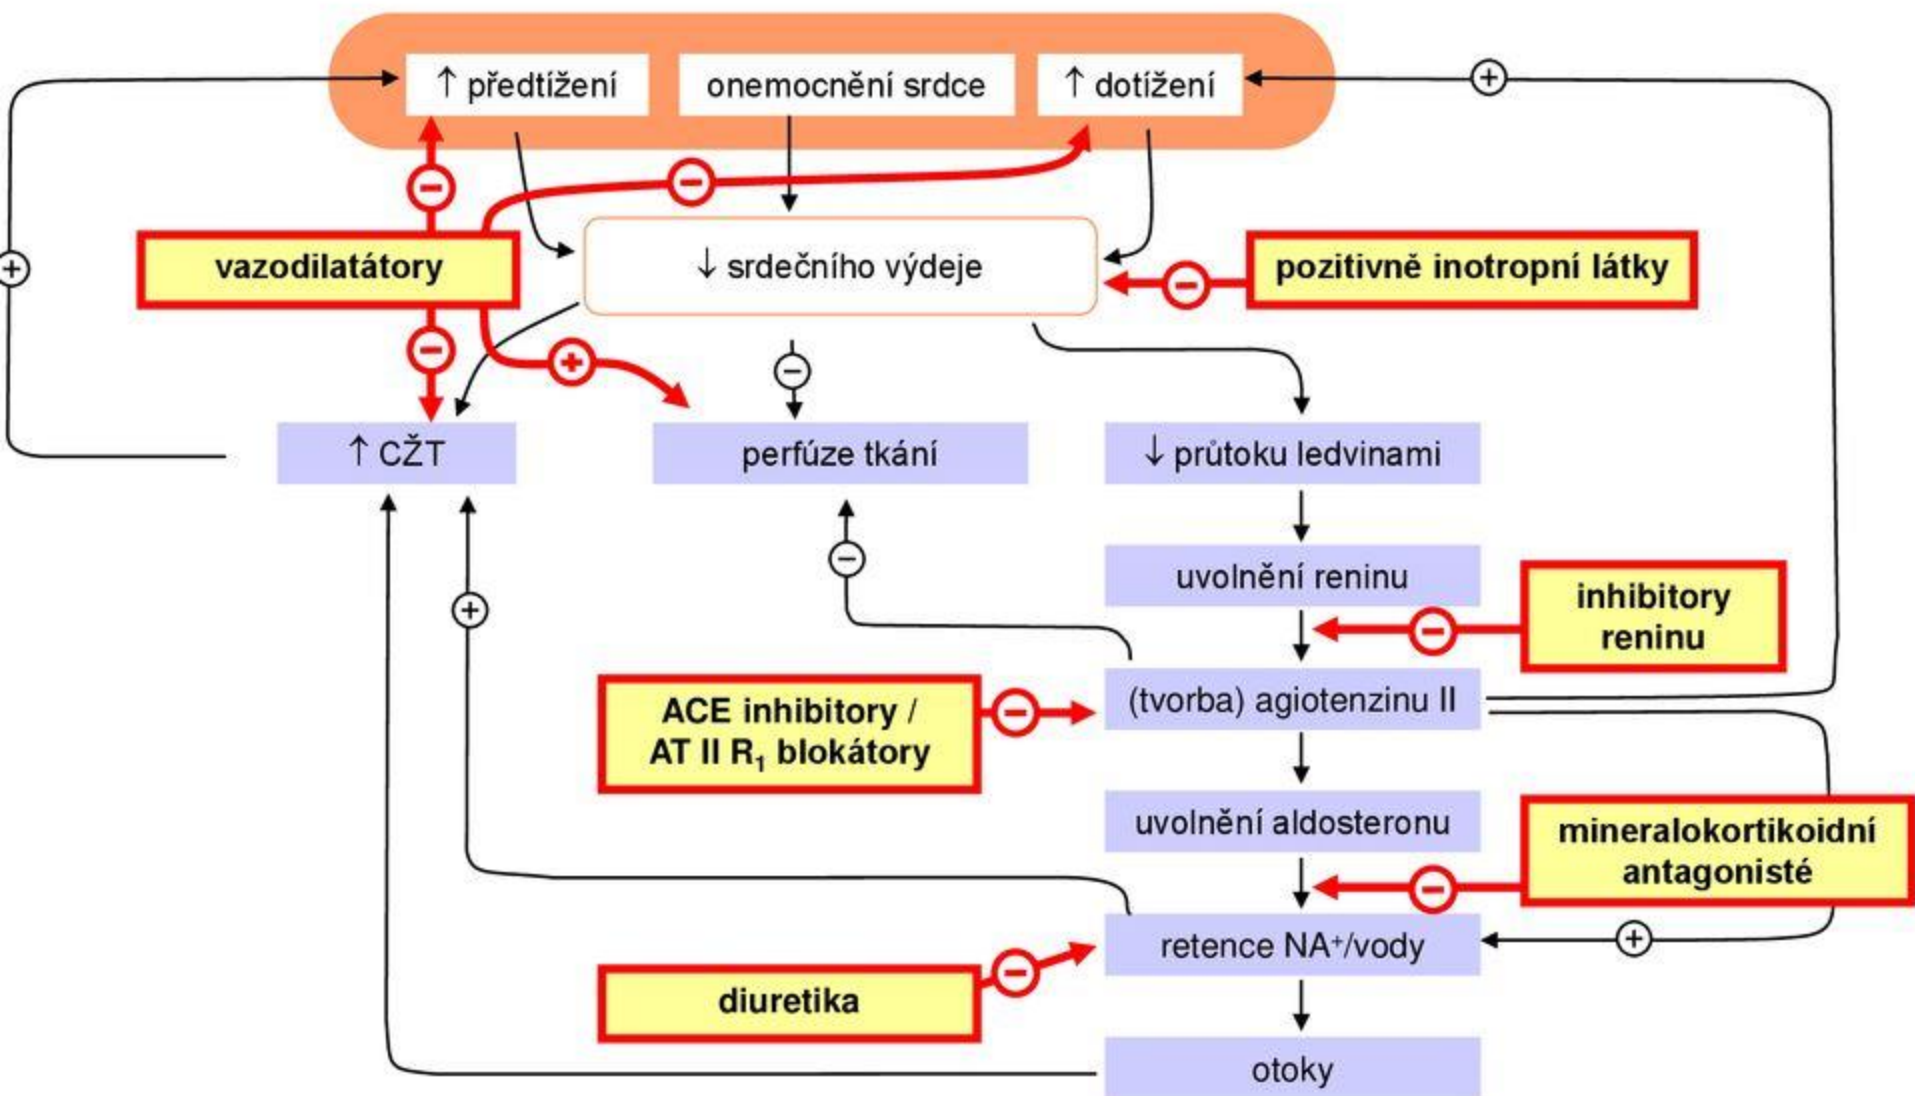 ↑ předtížení
onemocnění srdce
↑ dotížení
+
−
−
vazodilatátory
+
↓ srdečního výdeje
−
pozitivně inotropní látky
−
+
−
↑ CŽT
perfúze tkání
↓ průtoku ledvinami
−
uvolnění reninu
+
inhibitory
reninu
−
ACE inhibitory /
AT II R₁ blokátory
−
(tvorba) agiotenzinu II
uvolnění aldosteronu
mineralokortikoidní
antagonisté
−
retence NA⁺/vody
+
diuretika
−
otoky